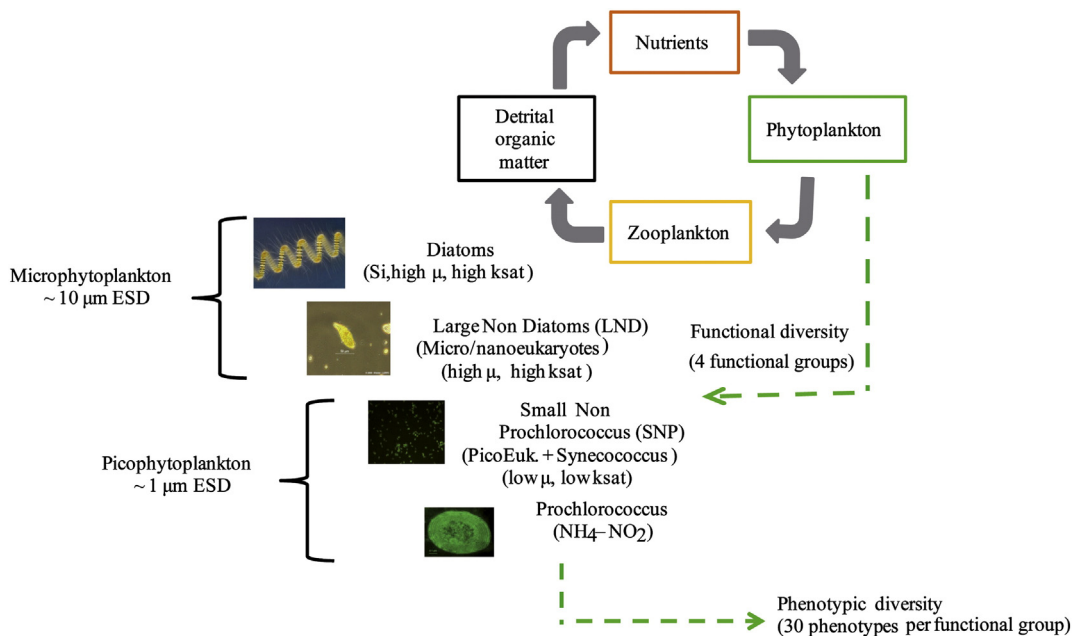 Nutrients
Detrital
organic
matter
Phytoplankton
Zooplankton
Microphytoplankton
~ 10 μm ESD
Diatoms
(Si,high μ, high ksat)
Large Non Diatoms (LND)
(Micro/nanoeukaryotes)
(high μ, high ksat)
Functional diversity
(4 functional groups)
Picophytoplankton
~ 1 μm ESD
Small Non
Prochlorococcus (SNP)
(PicoEuk. + Synecococcus)
(low μ, low ksat)
Prochlorococcus
(NH4–NO2)
Phenotypic diversity
(30 phenotypes per functional group)